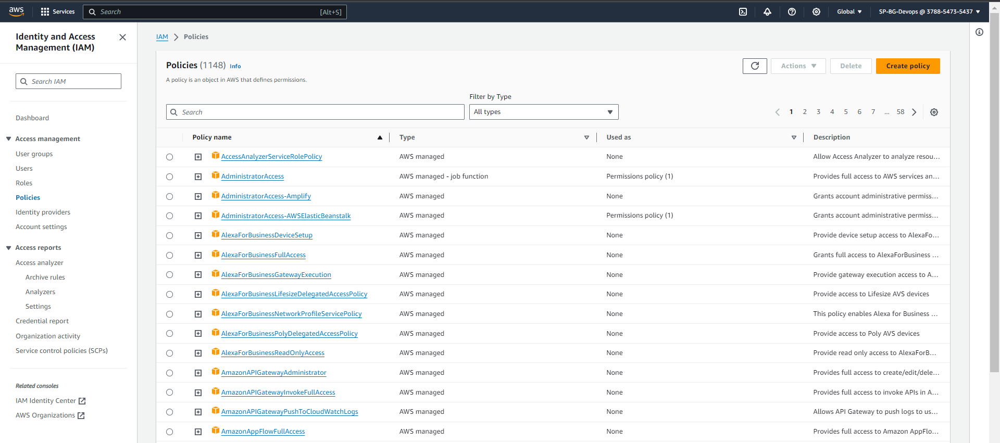 aws
Services
Search
[Alt+S]
Global
SP-BG-Devops @ 3788-5473-5437
Identity and Access
Management (IAM)
Search IAM
Dashboard
Access management
User groups
Users
Roles
Policies
Identity providers
Account settings
Access reports
Access analyzer
Archive rules
Analyzers
Settings
Credential report
Organization activity
Service control policies (SCPs)
Related consoles
IAM Identity Center
AWS Organizations
IAM > Policies
Policies (1148) Info
A policy is an object in AWS that defines permissions.
Actions
Delete
Create policy
Filter by Type
Search
All types
1 2 3 4 5 6 7 ... 58
Policy name Type Used as Description
AccessAnalyzerServiceRolePolicy AWS managed None Allow Access Analyzer to analyze resou...
AdministratorAccess AWS managed - job function Permissions policy (1) Provides full access to AWS services an...
AdministratorAccess-Amplify AWS managed None Grants account administrative permiss...
AdministratorAccess-AWSElasticBeanstalk AWS managed Permissions policy (1) Grants account administrative permiss...
AlexaForBusinessDeviceSetup AWS managed None Provide device setup access to AlexaFo...
AlexaForBusinessFullAccess AWS managed None Grants full access to AlexaForBusiness ...
AlexaForBusinessGatewayExecution AWS managed None Provide gateway execution access to A...
AlexaForBusinessLifesizeDelegatedAccessPolicy AWS managed None Provide access to Lifesize AVS devices
AlexaForBusinessNetworkProfileServicePolicy AWS managed None This policy enables Alexa for Business ...
AlexaForBusinessPolyDelegatedAccessPolicy AWS managed None Provide access to Poly AVS devices
AlexaForBusinessReadOnlyAccess AWS managed None Provide read only access to AlexaForB...
AmazonAPIGatewayAdministrator AWS managed None Provides full access to create/edit/dele...
AmazonAPIGatewayInvokeFullAccess AWS managed None Provides full access to invoke APIs in A...
AmazonAPIGatewayPushToCloudWatchLogs AWS managed None Allows API Gateway to push logs to us...
AmazonAppFlowFullAccess AWS managed None Provides full access to Amazon AppFlo...